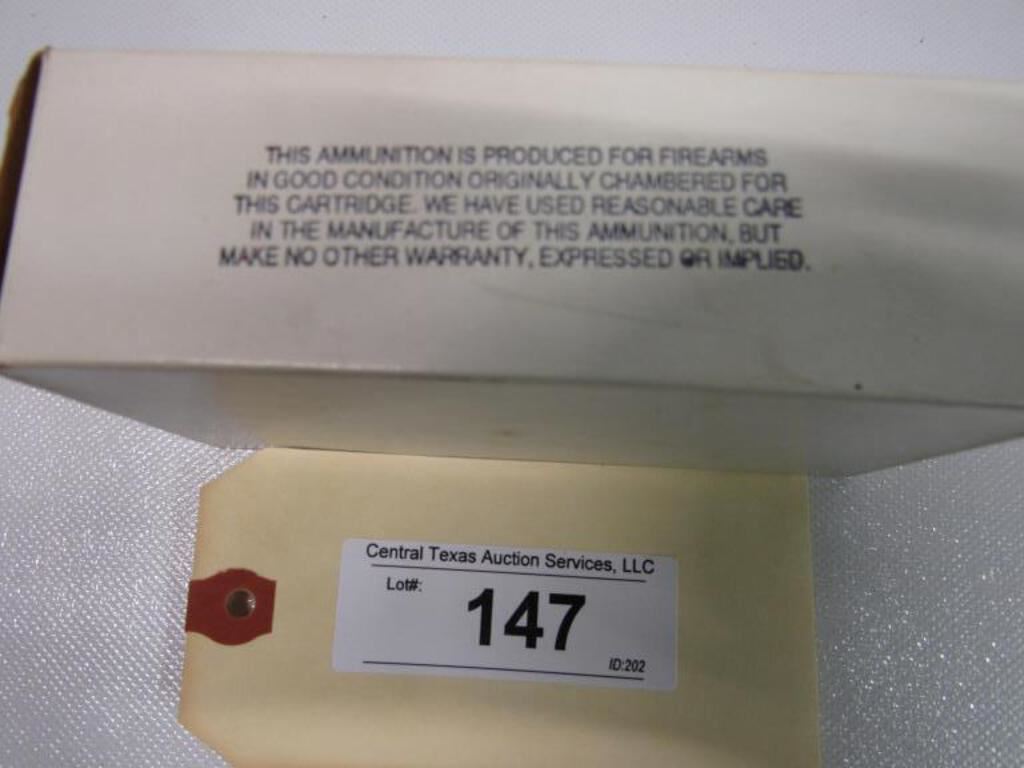 THIS AMMUNITION IS PRODUCED FOR FIREARMS
IN GOOD CONDITION ORIGINALLY CHAMBERED FOR
THIS CARTRIDGE. WE HAVE USED REASONABLE CARE
IN THE MANUFACTURE OF THIS AMMUNITION, BUT
MAKE NO OTHER WARRANTY, EXPRESSED OR IMPLIED.
Central Texas Auction Services, LLC
Lot#:
147
ID:202